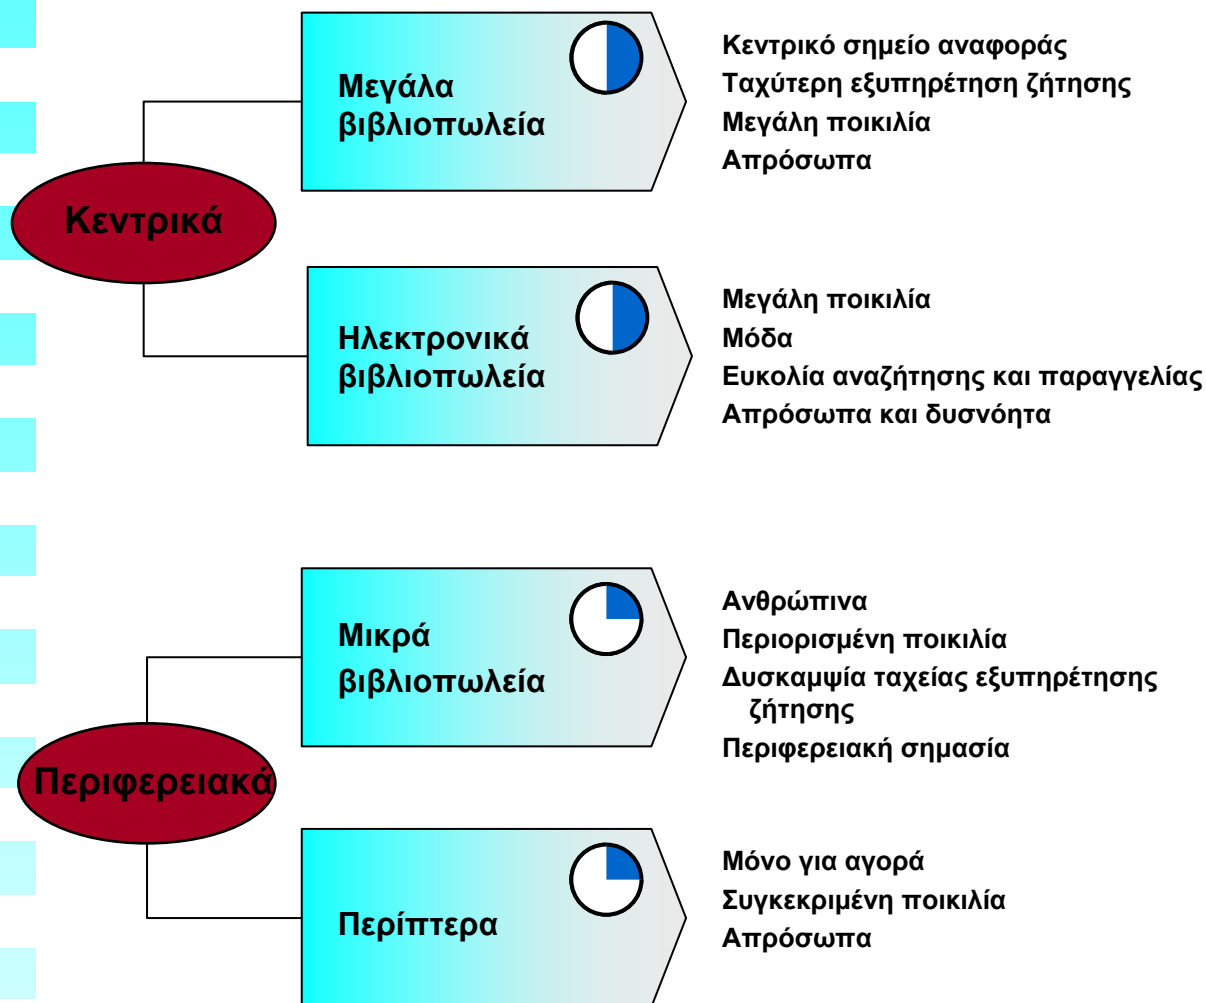 Κεντρικά
Μεγάλα
βιβλιοπωλεία
Κεντρικό σημείο αναφοράς
Ταχύτερη εξυπηρέτηση ζήτησης
Μεγάλη ποικιλία
Απρόσωπα
Ηλεκτρονικά
βιβλιοπωλεία
Μεγάλη ποικιλία
Μόδα
Ευκολία αναζήτησης και παραγγελίας
Απρόσωπα και δυσνόητα
Περιφερειακά
Μικρά
βιβλιοπωλεία
Ανθρώπινα
Περιορισμένη ποικιλία
Δυσκαμψία ταχείας εξυπηρέτησης
ζήτησης
Περιφερειακή σημασία
Περίπτερα
Μόνο για αγορά
Συγκεκριμένη ποικιλία
Απρόσωπα